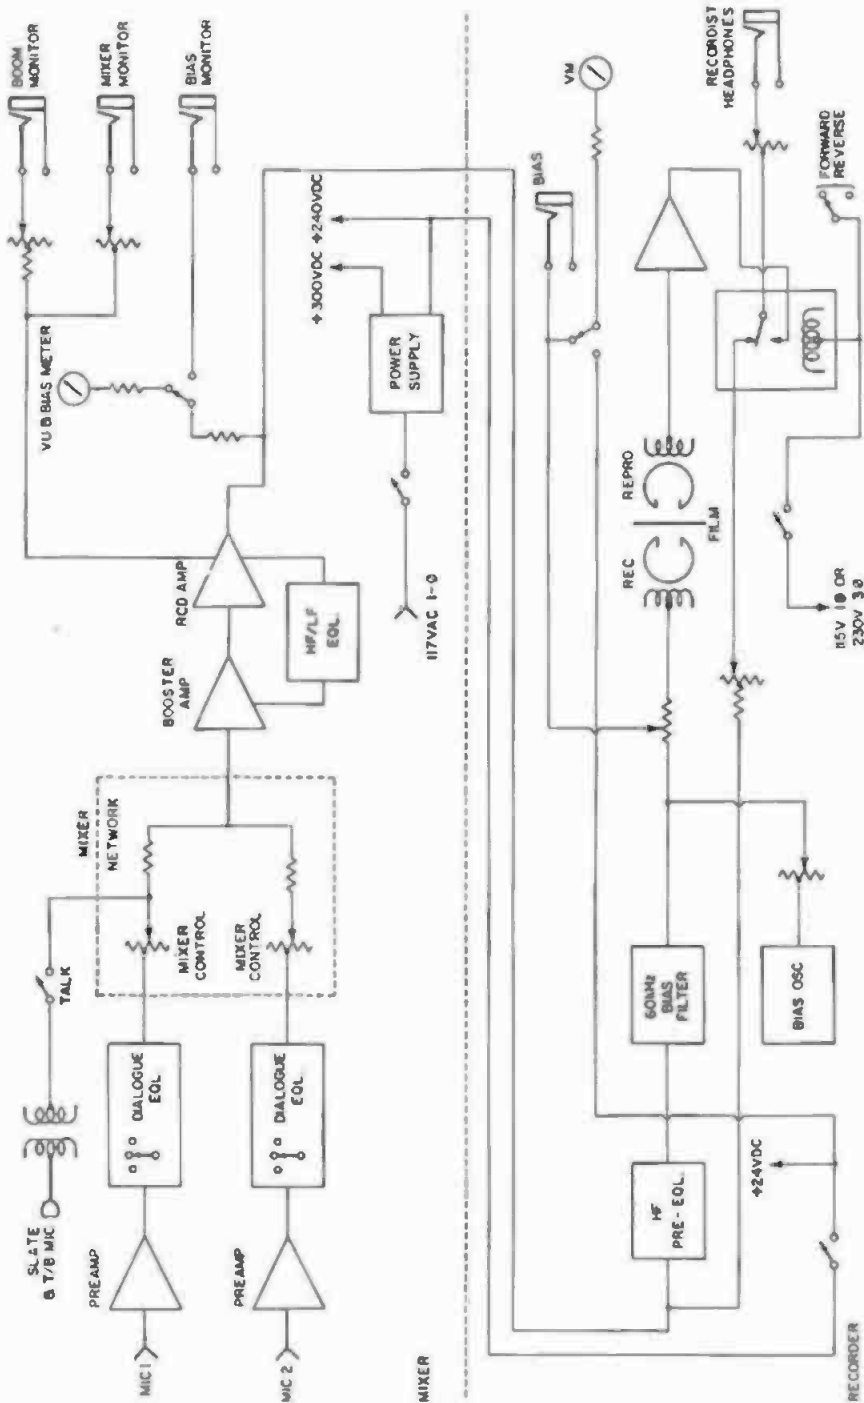 BOOM
MONITOR
MIXER
MONITOR
BIAS
MONITOR
VU & BIAS METER
+300VDC +240VDC
POWER
SUPPLY
RCD AMP
HF/LF
EQL.
BOOSTER
AMP
117VAC 1-Ø
MIXER
NETWORK
MIXER
CONTROL
MIXER
CONTROL
TALK
SLATE
& T/B MIC
DIALOGUE
EQL
DIALOGUE
EQL
PREAMP
PREAMP
MIC 1
MIC 2
MIXER
VM
RECORDIST
HEADPHONES
BIAS
FORWARD
REVERSE
REC
REPRO
FILM
115V 1Ø OR
230V 3Ø
60kHz
BIAS
FILTER
BIAS OSC
HF
PRE-EQL.
+24VDC
RECORDER